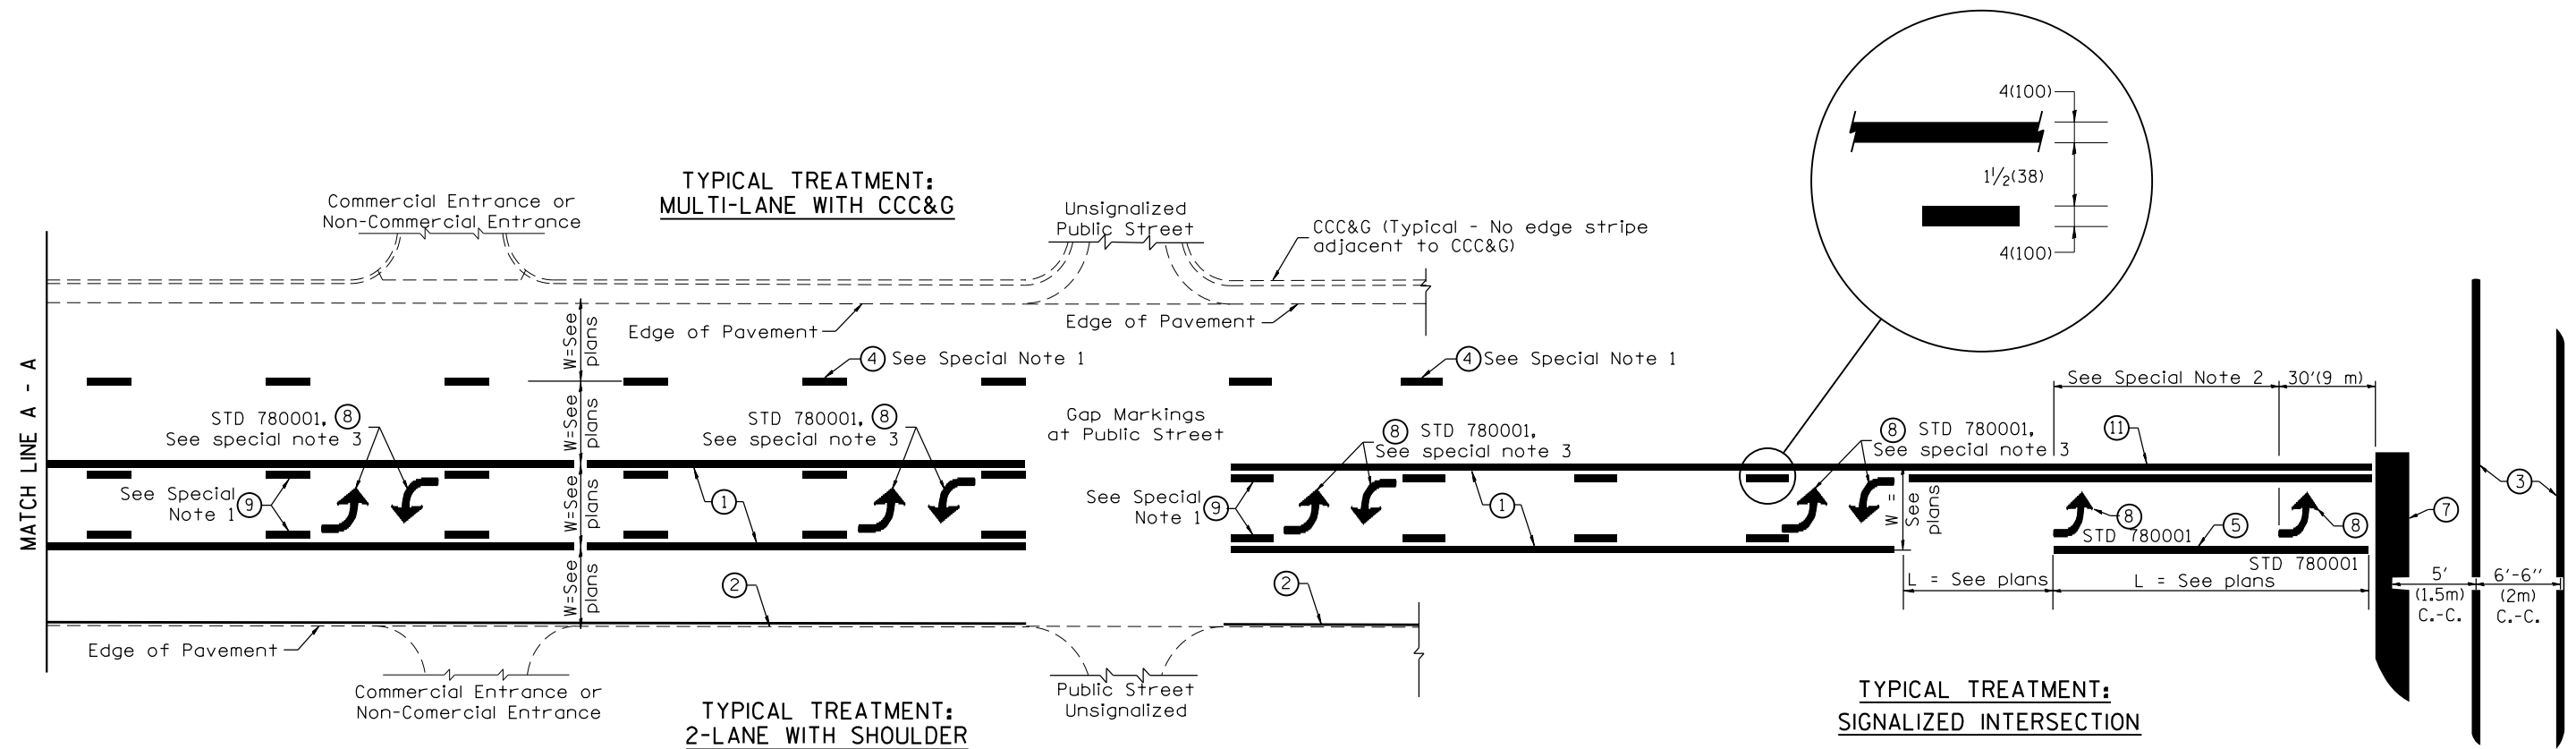 TYPICAL TREATMENT:
MULTI-LANE WITH CCC&G
Commercial Entrance or
Non-Commercial Entrance
Unsignalized
Public Street
CCC&G (Typical - No edge stripe
adjacent to CCC&G)
4(100)
1 1/2(38)
4(100)
Edge of Pavement
Edge of Pavement
MATCH LINE A - A
W=See
plans
W=See
plans
W=See
plans
W=See
plans
4 See Special Note 1
4 See Special Note 1
STD 780001, 8
See special note 3
STD 780001, 8
See special note 3
Gap Markings
at Public Street
8 STD 780001,
See special note 3
8 STD 780001,
See special note 3
See Special Note 2
30'(9 m)
11
See Special
Note 1
9
1
See Special
Note 1
9
1
W =
See
plans
8
STD 780001
5
8
STD 780001
7
3
L = See plans
L = See plans
5'
(1.5m)
C.-C.
6'-6''
(2m)
C.-C.
2
2
Edge of Pavement
Commercial Entrance or
Non-Comercial Entrance
Public Street
Unsignalized
TYPICAL TREATMENT:
2-LANE WITH SHOULDER
TYPICAL TREATMENT:
SIGNALIZED INTERSECTION